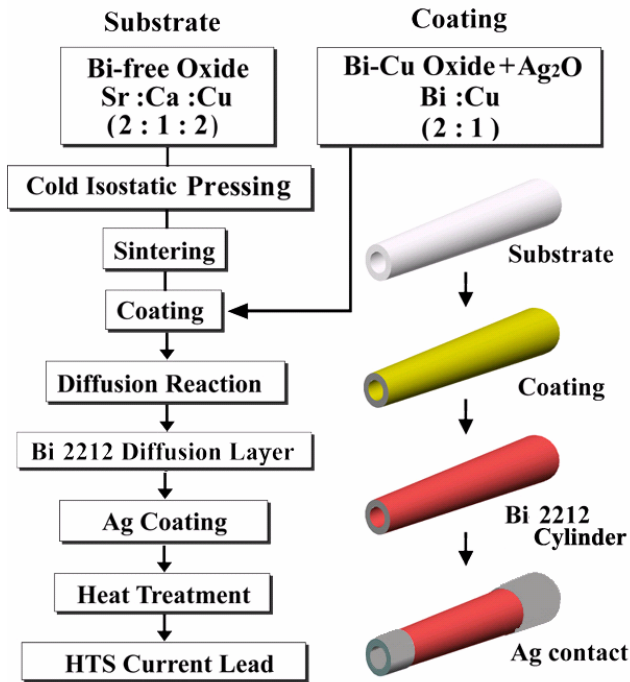 Substrate
Coating
Bi-free Oxide
Sr :Ca :Cu
(2 : 1 : 2)
Bi-Cu Oxide+Ag₂O
Bi :Cu
(2 : 1)
Cold Isostatic Pressing
Sintering
Coating
Diffusion Reaction
Bi 2212 Diffusion Layer
Ag Coating
Heat Treatment
HTS Current Lead
Substrate
Coating
Bi 2212
Cylinder
Ag contact